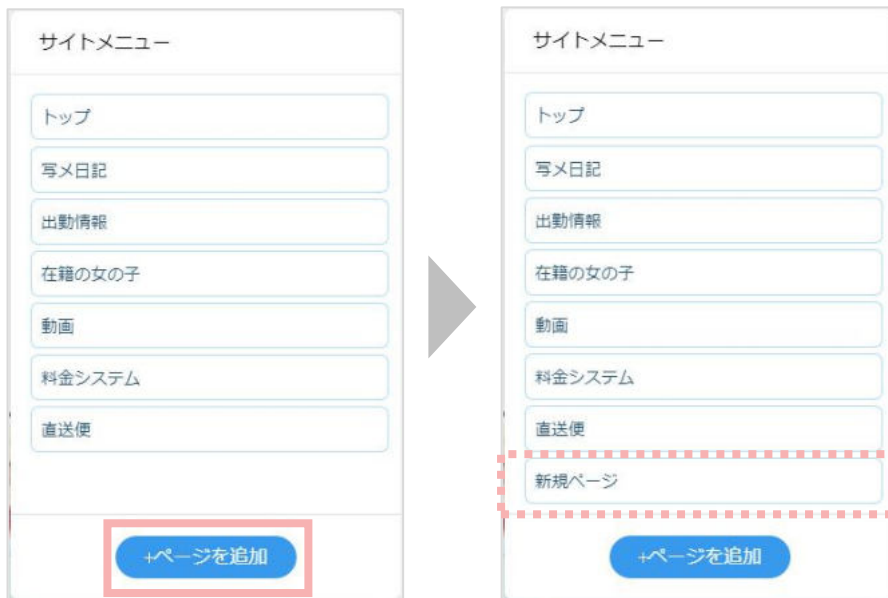 サイトメニュー
トップ
写メ日記
出勤情報
在籍の女の子
動画
料金システム
直送便
+ページを追加
サイトメニュー
トップ
写メ日記
出勤情報
在籍の女の子
動画
料金システム
直送便
新規ページ
+ページを追加